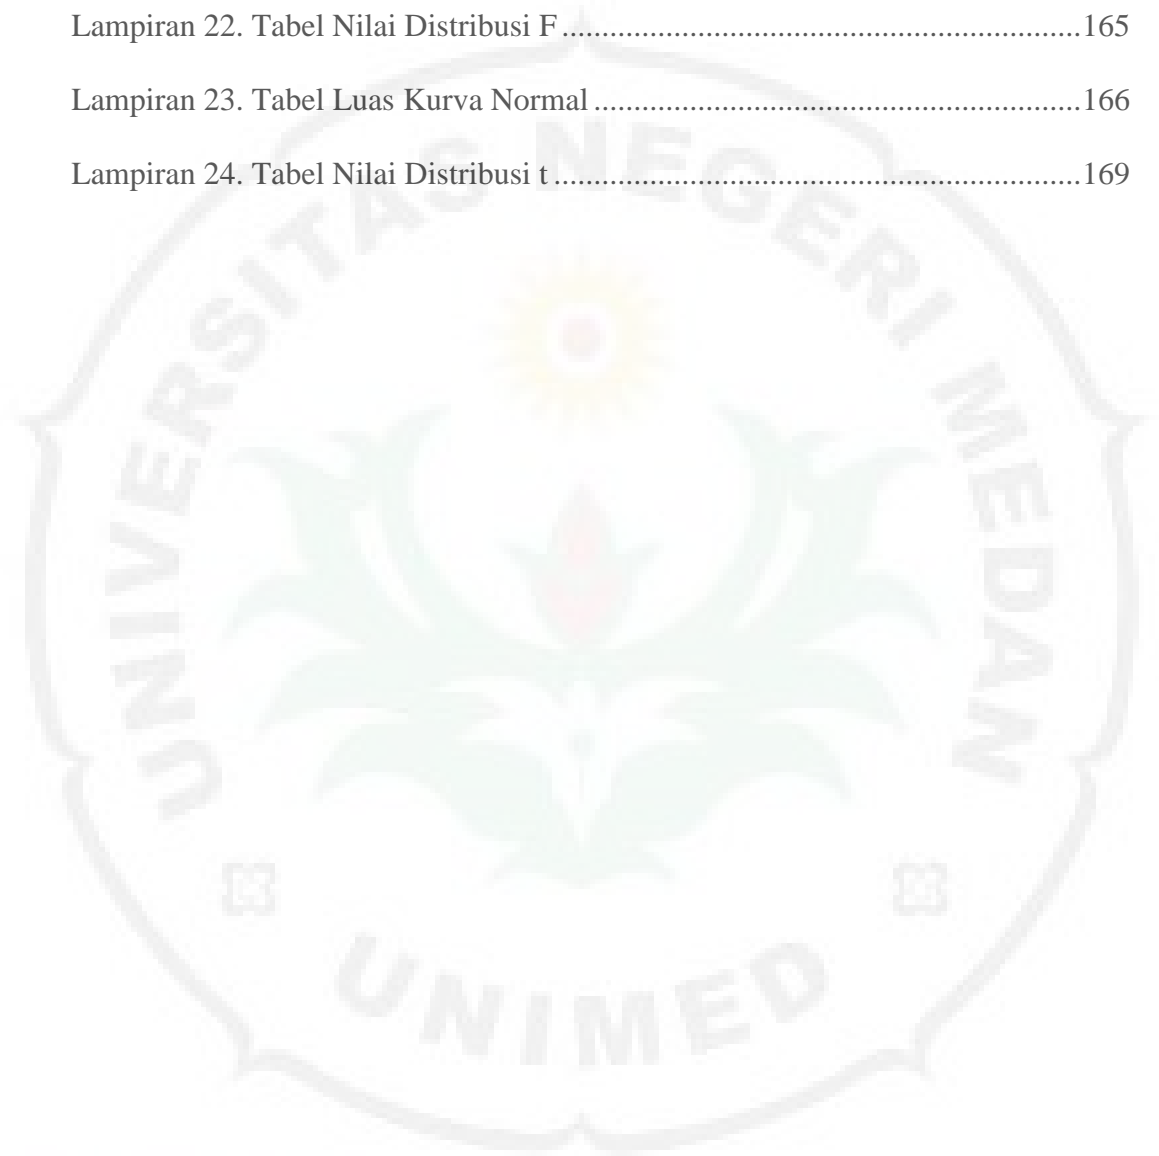 Lampiran 22. Tabel Nilai Distribusi F.................................................................165
Lampiran 23. Tabel Luas Kurva Normal.............................................................166
Lampiran 24. Tabel Nilai Distribusi t..................................................................169
UNIVERSITAS NEGERI MEDAN
UNIMED